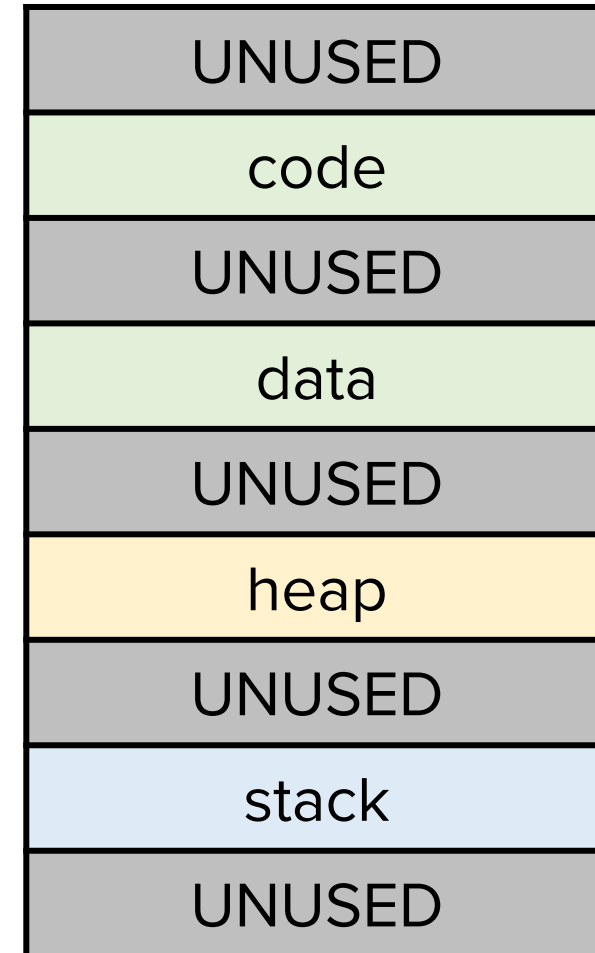 UNUSED
code
UNUSED
data
UNUSED
heap
UNUSED
stack
UNUSED